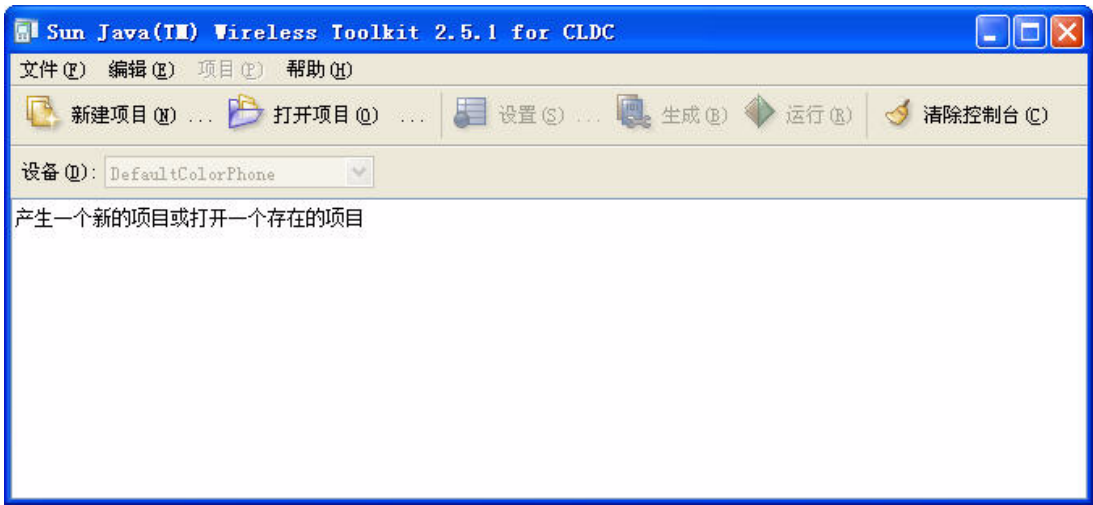 Sun Java(TM) Wireless Toolkit 2.5.1 for CLDC
文件(F) 编辑(E) 项目(P) 帮助(H)
新建项目(N) ... 打开项目(O) ... 设置(S) ... 生成(B) 运行(R) 清除控制台(C)
设备(D): DefaultColorPhone
产生一个新的项目或打开一个存在的项目